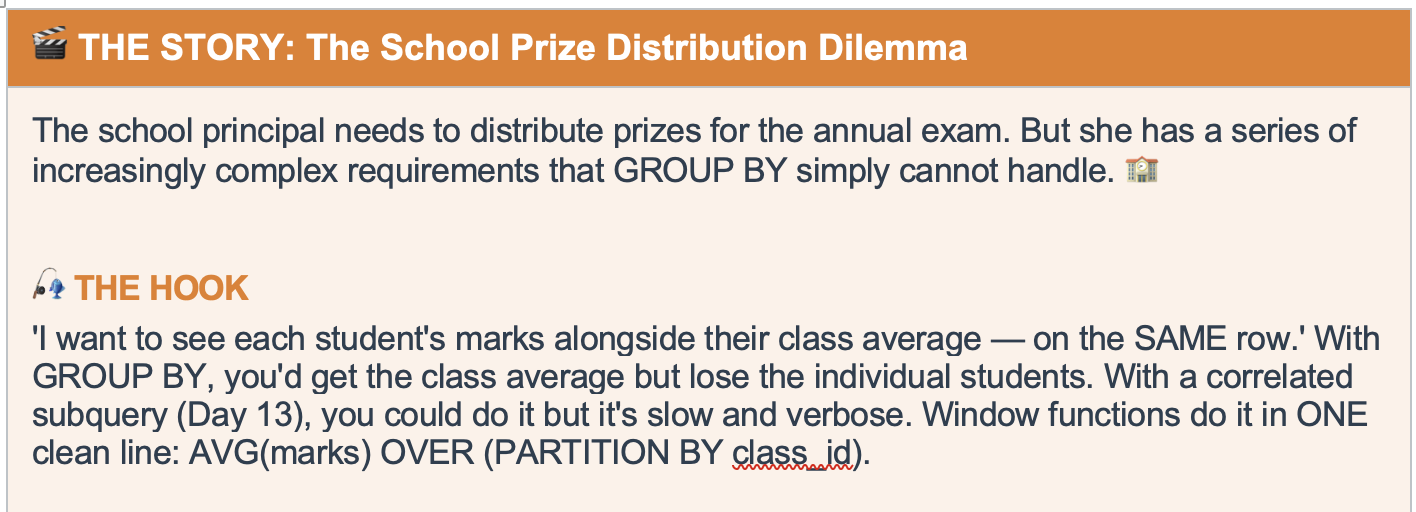 🎬 THE STORY: The School Prize Distribution Dilemma
The school principal needs to distribute prizes for the annual exam. But she has a series of
increasingly complex requirements that GROUP BY simply cannot handle. 🏫
🎣 THE HOOK
'I want to see each student's marks alongside their class average — on the SAME row.' With
GROUP BY, you'd get the class average but lose the individual students. With a correlated
subquery (Day 13), you could do it but it's slow and verbose. Window functions do it in ONE
clean line: AVG(marks) OVER (PARTITION BY class_id).